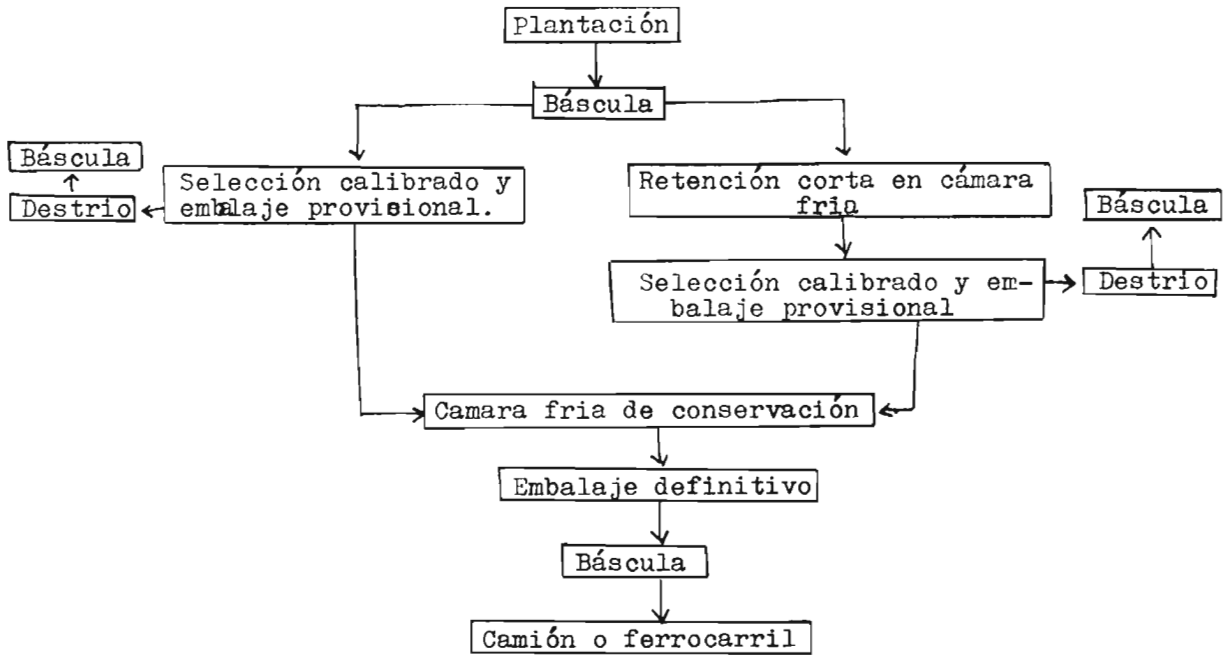 Plantación
Báscula
Báscula
Destrio
Selección calibrado y
embalaje provisional.
Retención corta en cámara
fria
Báscula
Selección calibrado y em-
balaje provisional
Destrio
Camara fria de conservación
Embalaje definitivo
Báscula
Camión o ferrocarril